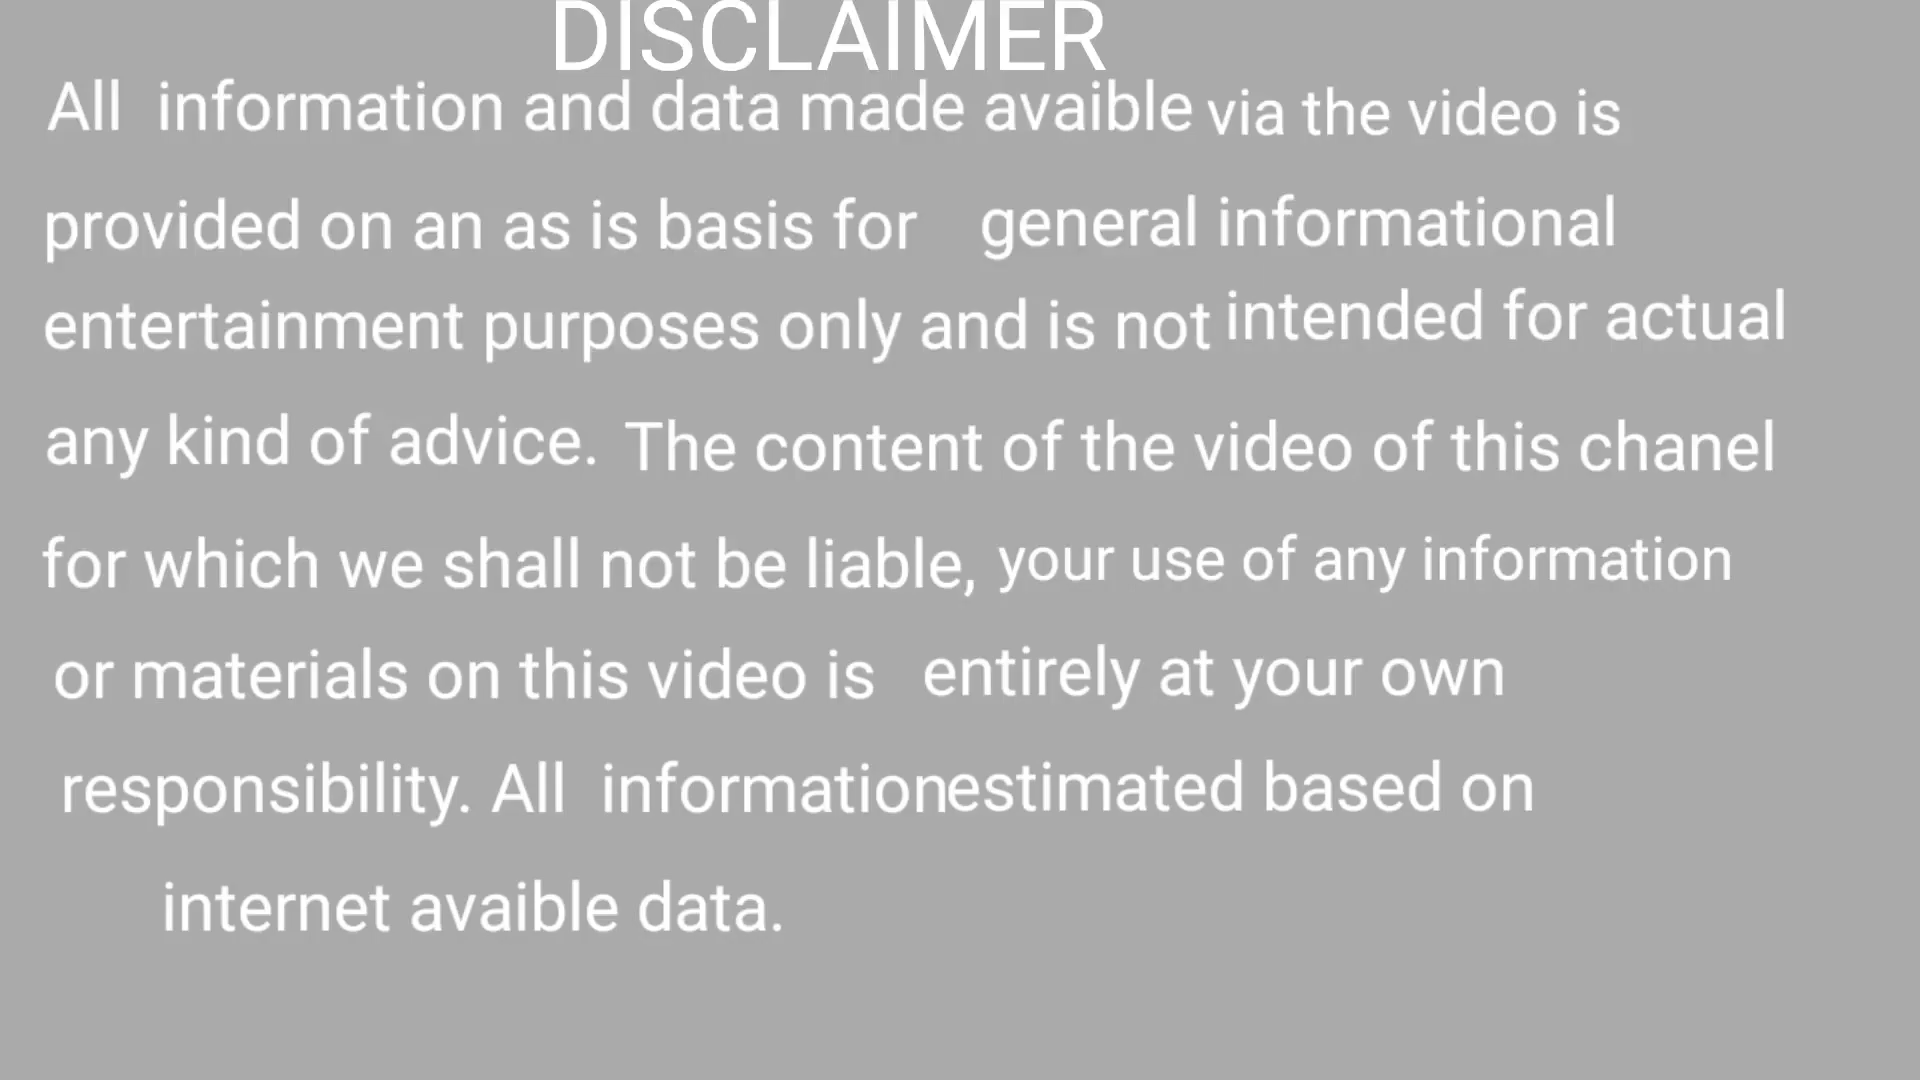 DISCLAIMER
All information and data made avaible via the video is
provided on an as is basis for general informational
entertainment purposes only and is not intended for actual
any kind of advice. The content of the video of this chanel
for which we shall not be liable, your use of any information
or materials on this video is entirely at your own
responsibility. All informationestimated based on
internet avaible data.